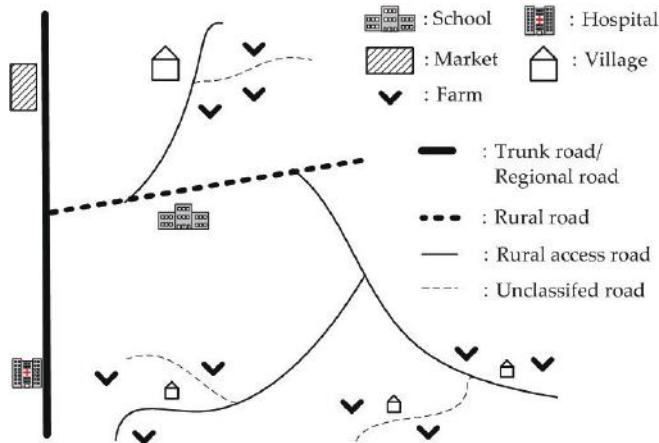 : School
: Hospital
: Market
: Village
: Farm
: Trunk road/
Regional road
: Rural road
: Rural access road
: Unclassifed road